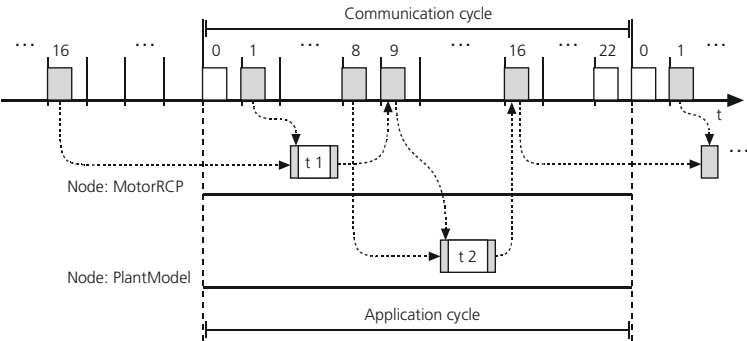 Communication cycle
... 16 ... 0 1 ... 8 9 ... 16 ... 22 0 1 ...
t
t 1 ...
Node: MotorRCP
t 2
Node: PlantModel
Application cycle